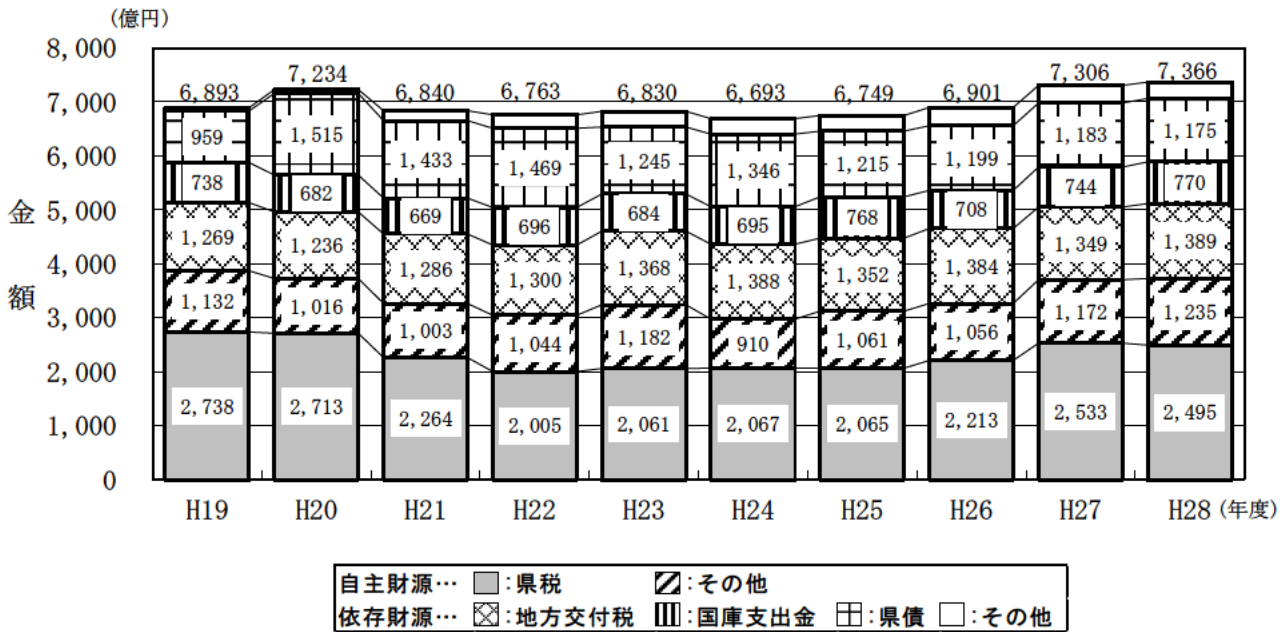 (億円)
8,000
7,000
6,000
5,000
4,000
3,000
2,000
1,000
0
金額
6,893 7,234 6,840 6,763 6,830 6,693 6,749 6,901 7,306 7,366
959 1,515 1,433 1,469 1,245 1,346 1,215 1,199 1,183 1,175
738 682 669 696 684 695 768 708 744 770
1,269 1,236 1,286 1,300 1,368 1,388 1,352 1,384 1,349 1,389
1,132 1,016 1,003 1,044 1,182 910 1,061 1,056 1,172 1,235
2,738 2,713 2,264 2,005 2,061 2,067 2,065 2,213 2,533 2,495
H19 H20 H21 H22 H23 H24 H25 H26 H27 H28 (年度)
自主財源… :県税 :その他
依存財源… :地方交付税 :国庫支出金 :県債 :その他